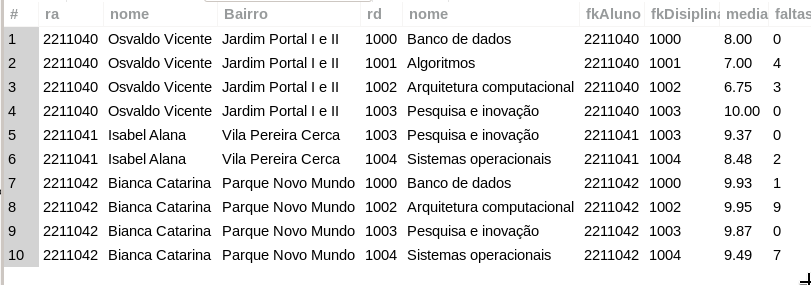 # ra nome Bairro rd nome fkAluno fkDisiplina media faltas
1 2211040 Osvaldo Vicente Jardim Portal I e II 1000 Banco de dados 2211040 1000 8.00 0
2 2211040 Osvaldo Vicente Jardim Portal I e II 1001 Algoritmos 2211040 1001 7.00 4
3 2211040 Osvaldo Vicente Jardim Portal I e II 1002 Arquitetura computacional 2211040 1002 6.75 3
4 2211040 Osvaldo Vicente Jardim Portal I e II 1003 Pesquisa e inovação 2211040 1003 10.00 0
5 2211041 Isabel Alana Vila Pereira Cerca 1003 Pesquisa e inovação 2211041 1003 9.37 0
6 2211041 Isabel Alana Vila Pereira Cerca 1004 Sistemas operacionais 2211041 1004 8.48 2
7 2211042 Bianca Catarina Parque Novo Mundo 1000 Banco de dados 2211042 1000 9.93 1
8 2211042 Bianca Catarina Parque Novo Mundo 1002 Arquitetura computacional 2211042 1002 9.95 9
9 2211042 Bianca Catarina Parque Novo Mundo 1003 Pesquisa e inovação 2211042 1003 9.87 0
10 2211042 Bianca Catarina Parque Novo Mundo 1004 Sistemas operacionais 2211042 1004 9.49 7